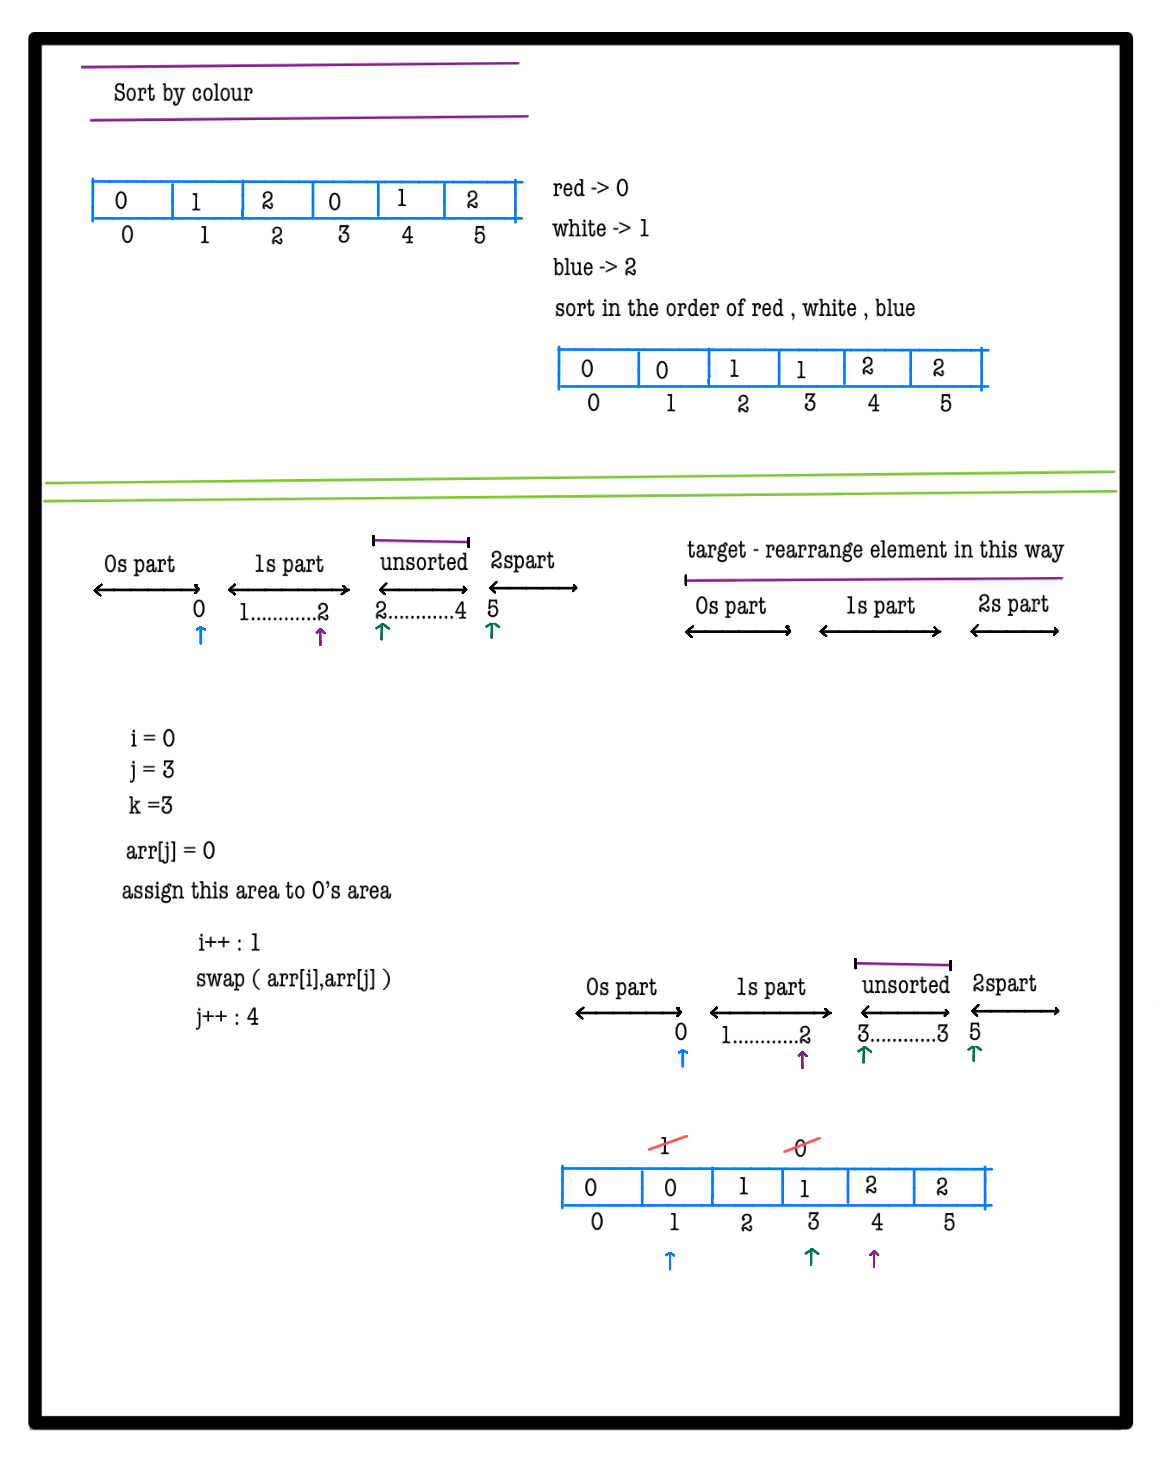 Sort by colour
0 1 2 0 1 2
0 1 2 3 4 5
red -> 0
white -> 1
blue -> 2
sort in the order of red , white , blue
0 0 1 1 2 2
0 1 2 3 4 5
0s part 1s part unsorted 2spart
0 1............2 2............4 5
target - rearrange element in this way
0s part 1s part 2s part
i = 0
j = 3
k =3
arr[j] = 0
assign this area to 0's area
i++ : 1
swap ( arr[i],arr[j] )
j++ : 4
0s part 1s part unsorted 2spart
0 1............2 3............3 5
1 0
0 0 1 1 2 2
0 1 2 3 4 5